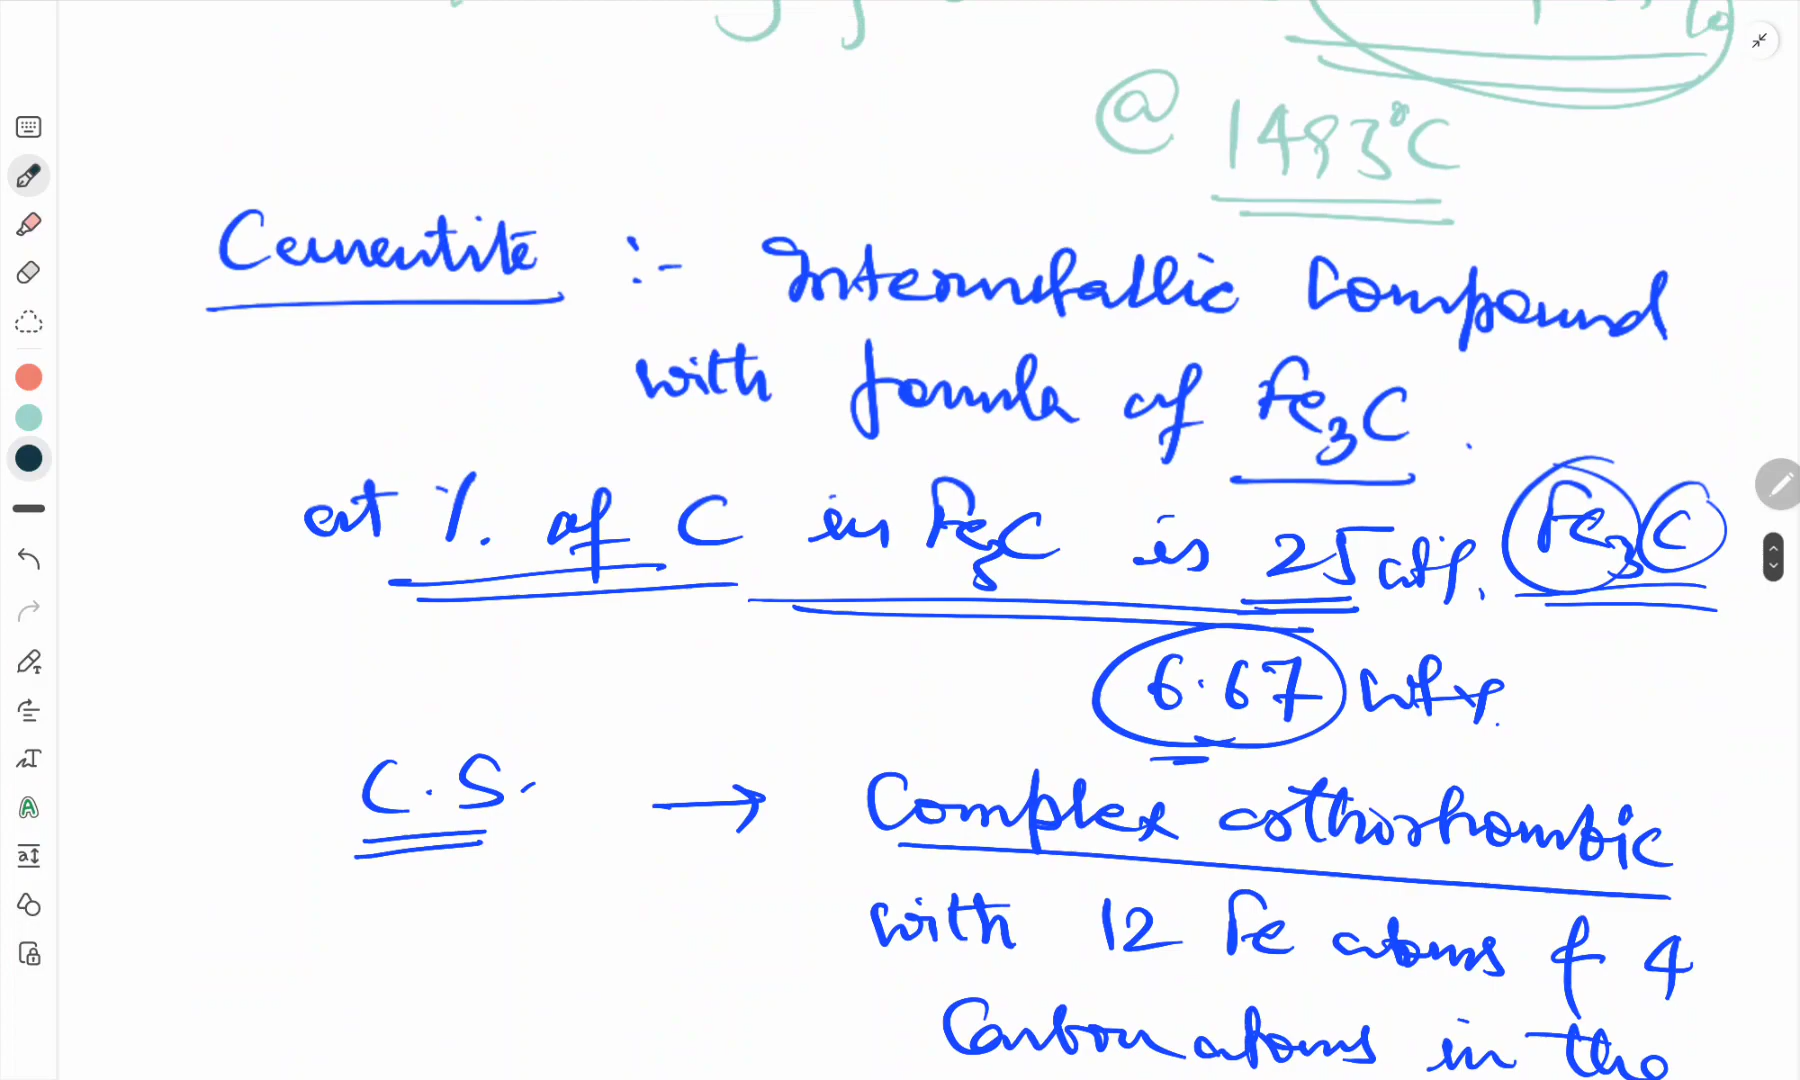 @ 1493°C
Cementite :- Intermetallic Compound
with formula of Fe₃C.
at %. of C in Fe₃C is 25 at%. Fe₃C
6.67 wt%.
C.S. → Complex orthorhombic
with 12 Fe atoms & 4
Carbon atoms in the